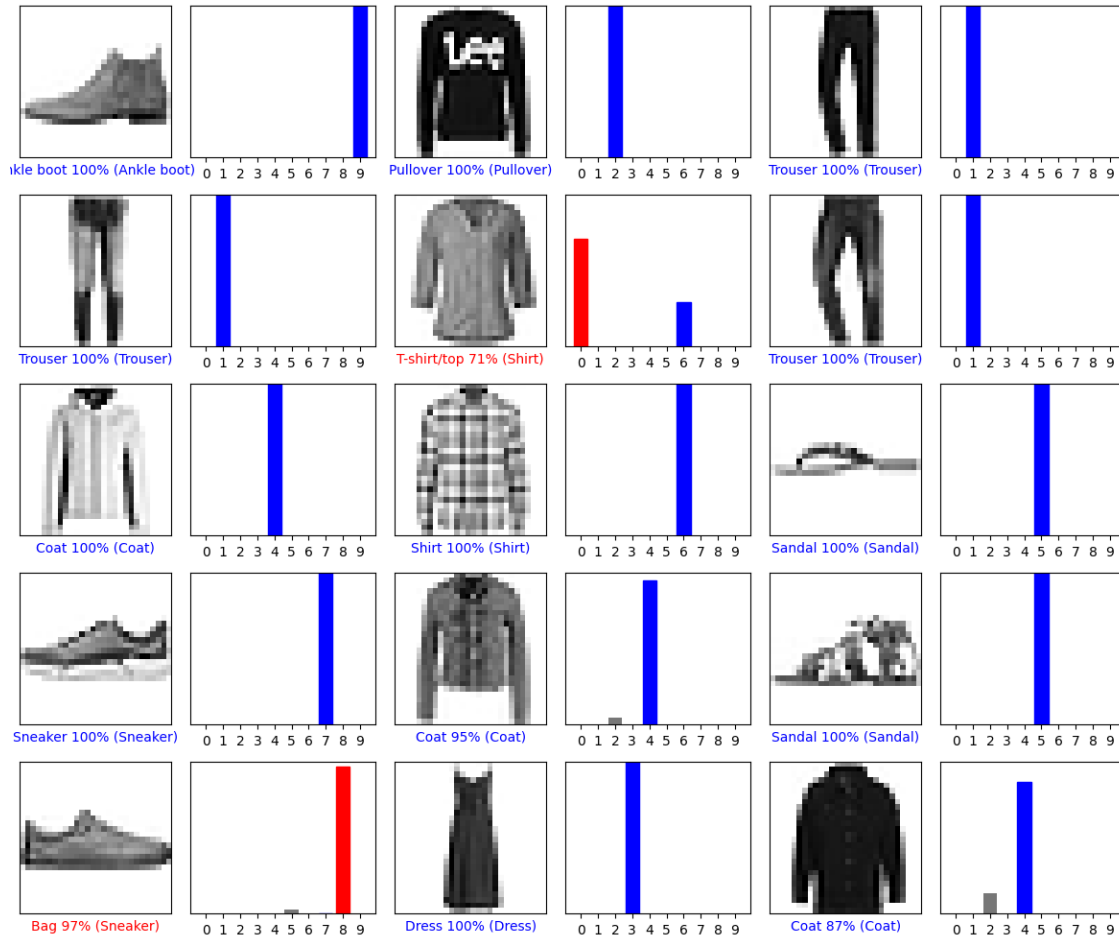 Lee
0 1 2 3 4 5 6 7 8 9
0 1 2 3 4 5 6 7 8 9
0 1 2 3 4 5 6 7 8 9
nkle boot 100% (Ankle boot)
Pullover 100% (Pullover)
Trouser 100% (Trouser)
0 1 2 3 4 5 6 7 8 9
0 1 2 3 4 5 6 7 8 9
0 1 2 3 4 5 6 7 8 9
Trouser 100% (Trouser)
T-shirt/top 71% (Shirt)
Trouser 100% (Trouser)
0 1 2 3 4 5 6 7 8 9
0 1 2 3 4 5 6 7 8 9
0 1 2 3 4 5 6 7 8 9
Coat 100% (Coat)
Shirt 100% (Shirt)
Sandal 100% (Sandal)
0 1 2 3 4 5 6 7 8 9
0 1 2 3 4 5 6 7 8 9
0 1 2 3 4 5 6 7 8 9
Sneaker 100% (Sneaker)
Coat 95% (Coat)
Sandal 100% (Sandal)
0 1 2 3 4 5 6 7 8 9
0 1 2 3 4 5 6 7 8 9
0 1 2 3 4 5 6 7 8 9
Bag 97% (Sneaker)
Dress 100% (Dress)
Coat 87% (Coat)